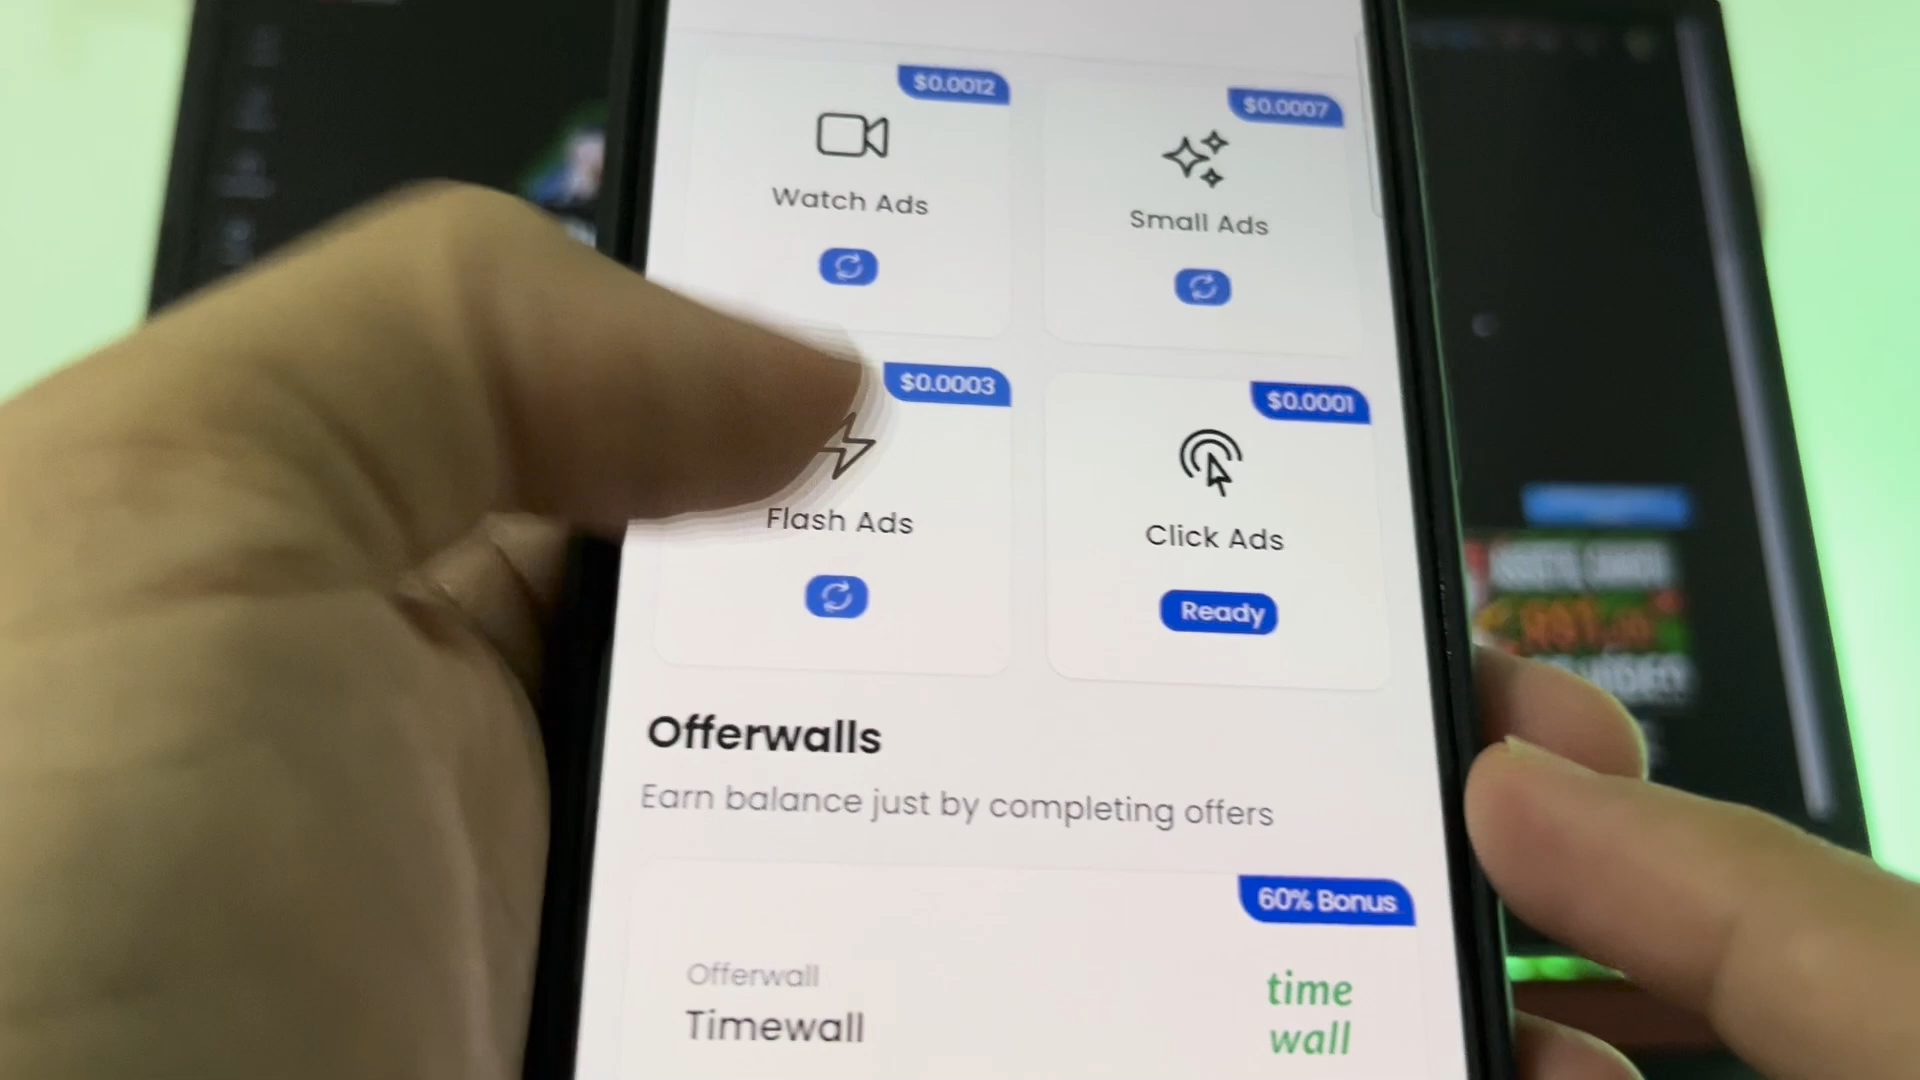 $0.0012
Watch Ads
$0.0007
Small Ads
$0.0003
Flash Ads
$0.0001
Click Ads
Ready
Offerwalls
Earn balance just by completing offers
60% Bonus
Offerwall
Timewall
time
wall